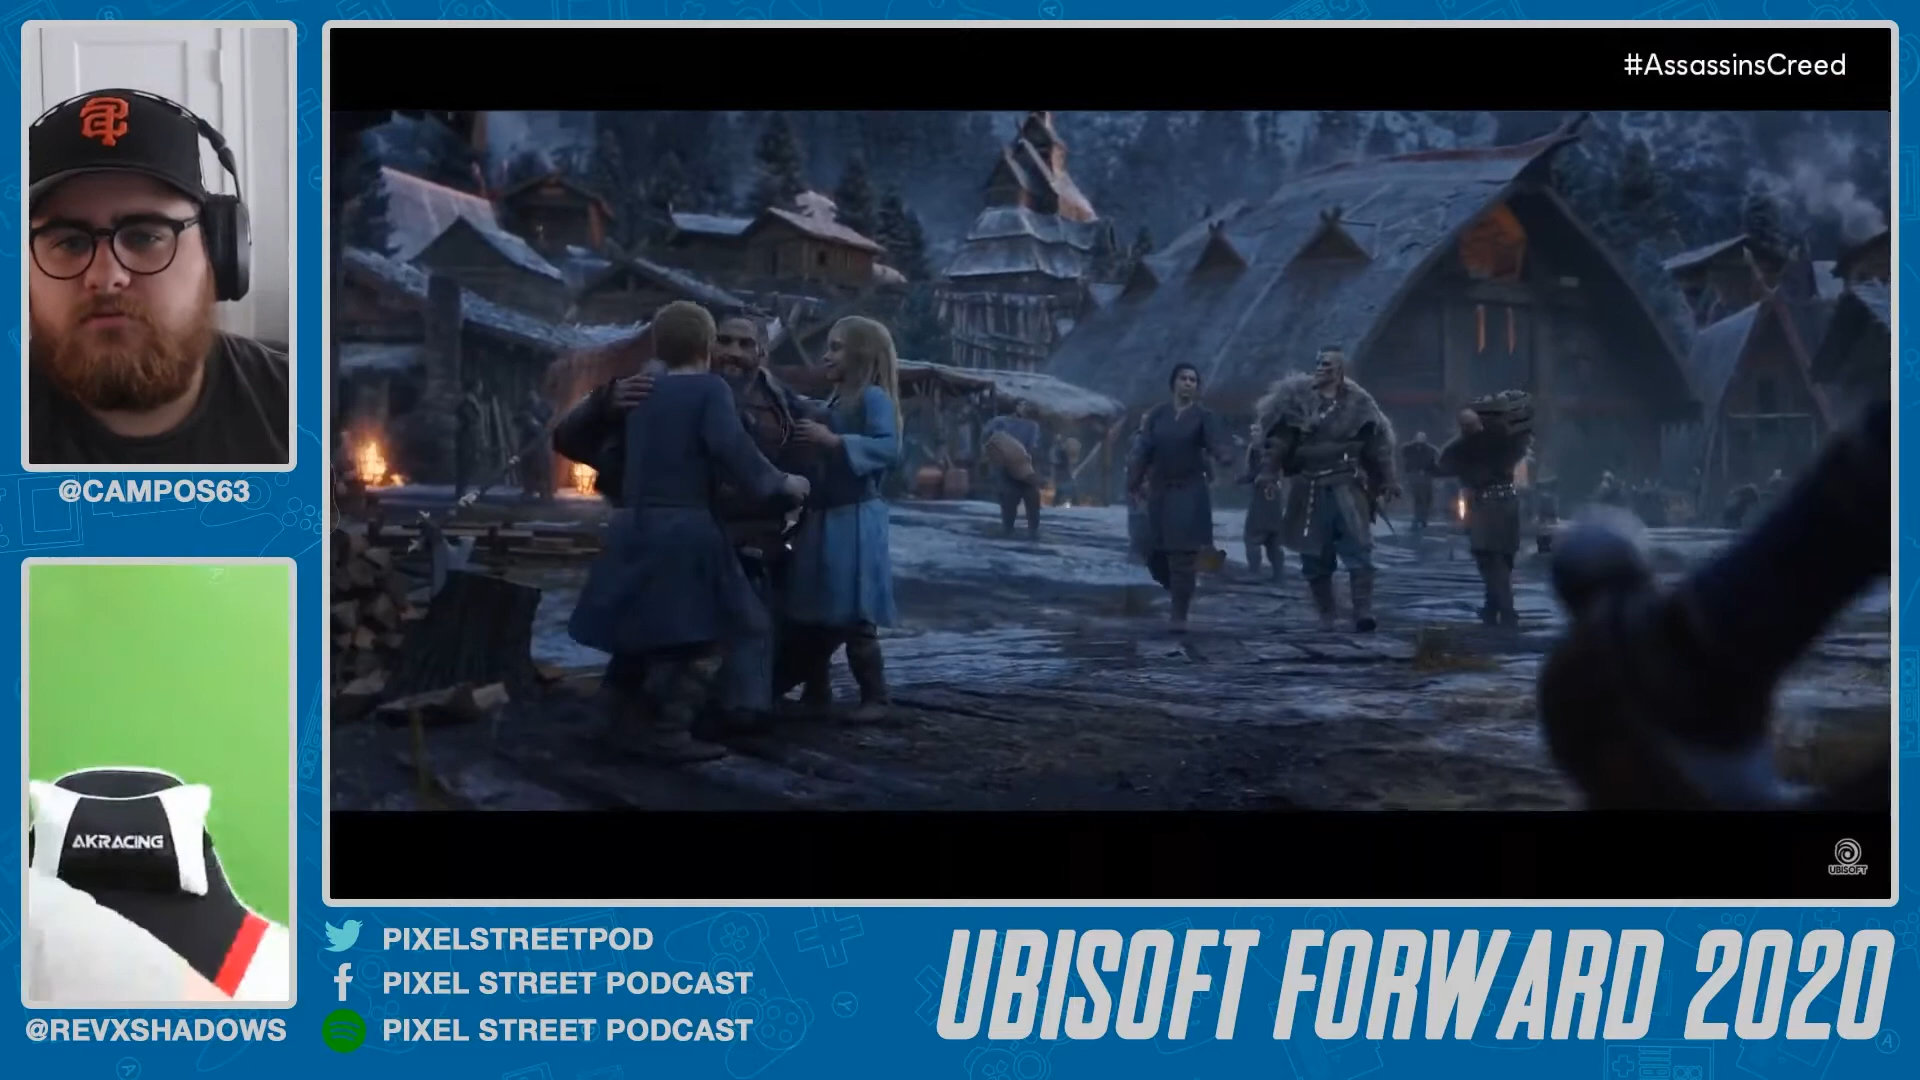 #AssassinsCreed
@CAMPOS63
AKRACING
@REVXSHADOWS
PIXELSTREETPOD
PIXEL STREET PODCAST
PIXEL STREET PODCAST
UBISOFT
UBISOFT FORWARD 2020